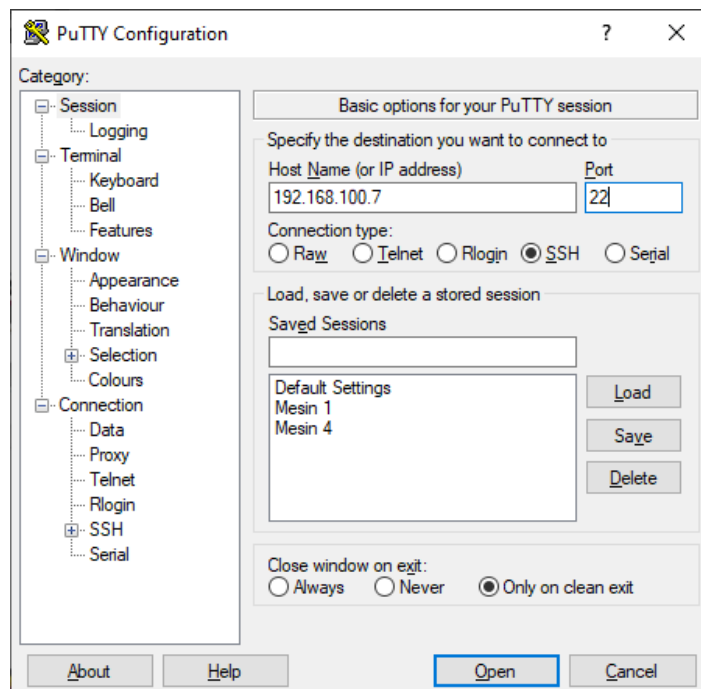 PuTTY Configuration
?
Category:
Session
Logging
Terminal
Keyboard
Bell
Features
Window
Appearance
Behaviour
Translation
Selection
Colours
Connection
Data
Proxy
Telnet
Rlogin
SSH
Serial
Basic options for your PuTTY session
Specify the destination you want to connect to
Host Name (or IP address) Port
192.168.100.7 22
Connection type:
Raw Telnet Rlogin SSH Serial
Load, save or delete a stored session
Saved Sessions
Default Settings
Mesin 1
Mesin 4
Load
Save
Delete
Close window on exit:
Always Never Only on clean exit
About Help Open Cancel